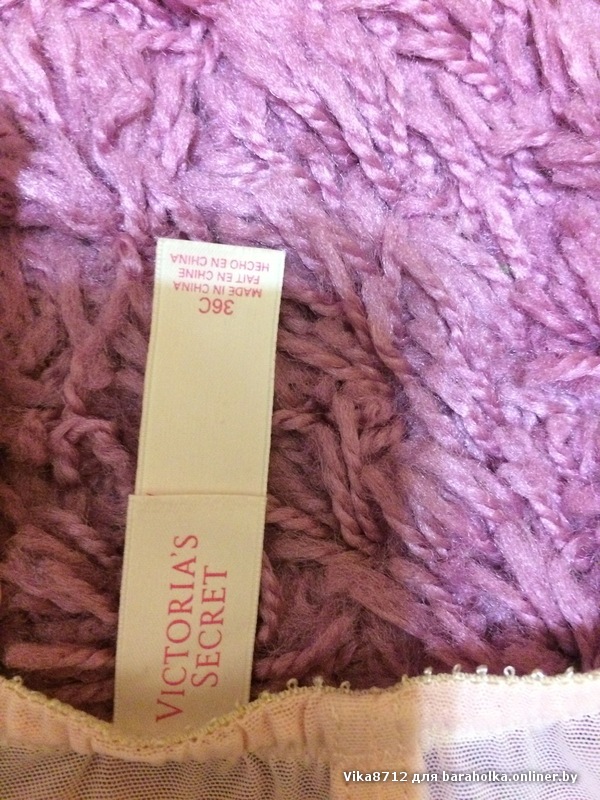 HECHO EN CHINA
FAIT EN CHINE
MADE IN CHINA
36C
VICTORIA'S
SECRET
Vika8712 для baraholka.onliner.by